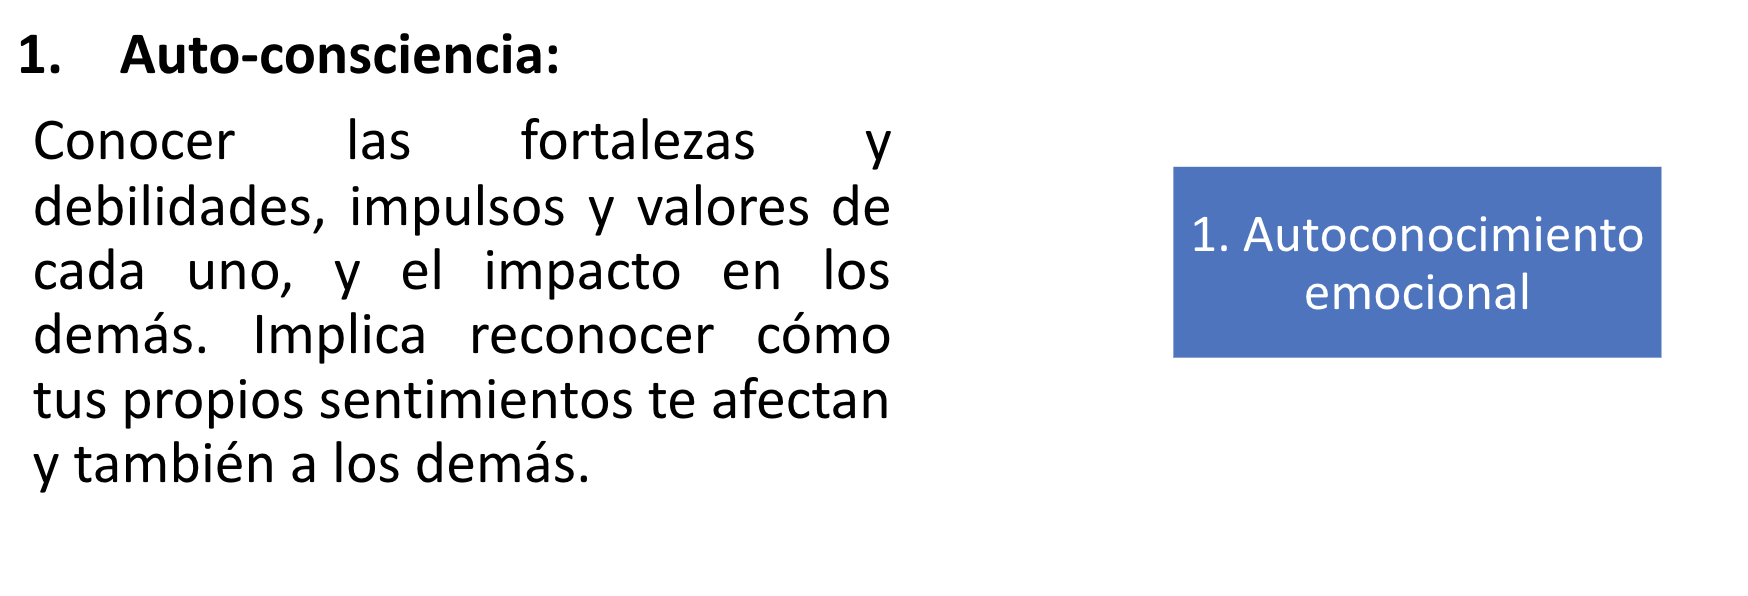 1. Auto-consciencia:
Conocer las fortalezas y
debilidades, impulsos y valores de
cada uno, y el impacto en los
demás. Implica reconocer cómo
tus propios sentimientos te afectan
y también a los demás.
1. Autoconocimiento
emocional